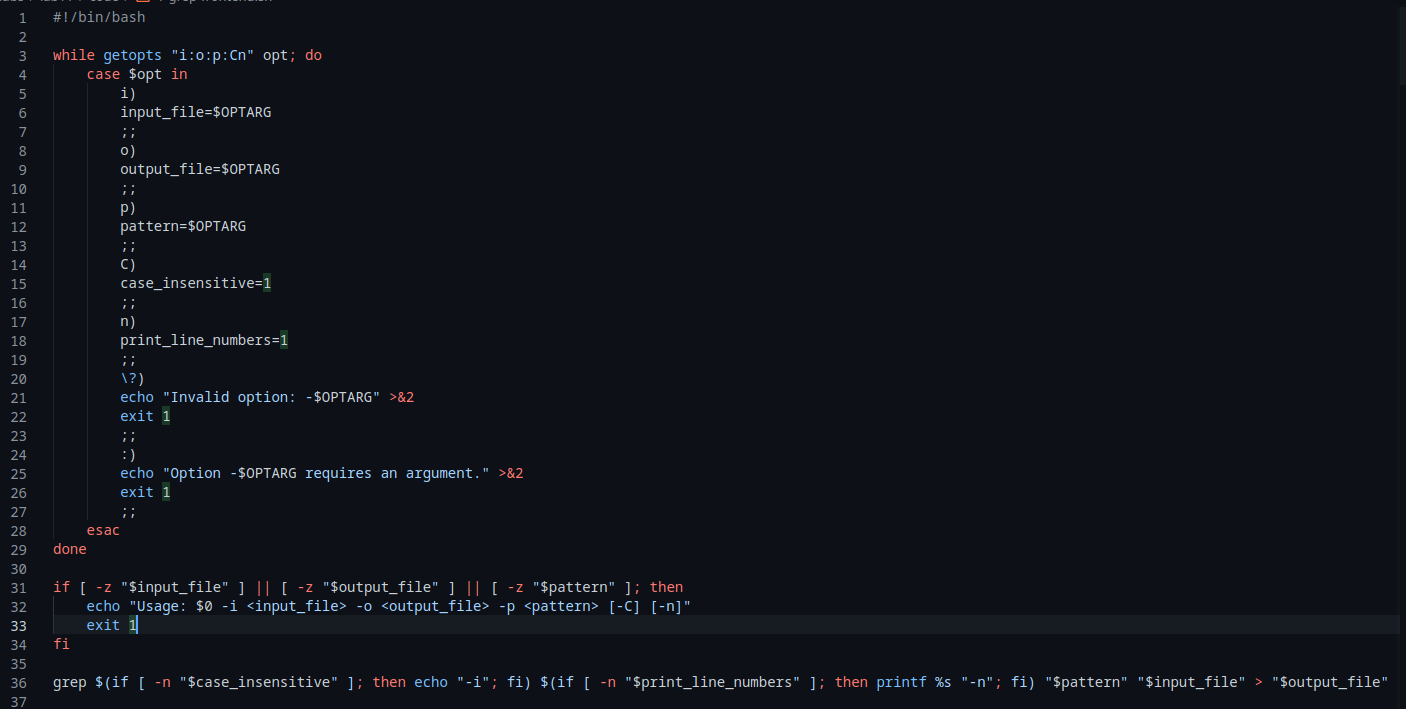 1 #!/bin/bash
2
3 while getopts "i:o:p:Cn" opt; do
4     case $opt in
5         i)
6         input_file=$OPTARG
7         ;;
8         o)
9         output_file=$OPTARG
10         ;;
11         p)
12         pattern=$OPTARG
13         ;;
14         C)
15         case_insensitive=1
16         ;;
17         n)
18         print_line_numbers=1
19         ;;
20         \?)
21         echo "Invalid option: -$OPTARG" >&2
22         exit 1
23         ;;
24         :)
25         echo "Option -$OPTARG requires an argument." >&2
26         exit 1
27         ;;
28     esac
29 done
30
31 if [ -z "$input_file" ] || [ -z "$output_file" ] || [ -z "$pattern" ]; then
32     echo "Usage: $0 -i <input_file> -o <output_file> -p <pattern> [-C] [-n]"
33     exit 1
34 fi
35
36 grep $(if [ -n "$case_insensitive" ]; then echo "-i"; fi) $(if [ -n "$print_line_numbers" ]; then printf %s "-n"; fi) "$pattern" "$input_file" > "$output_file"
37